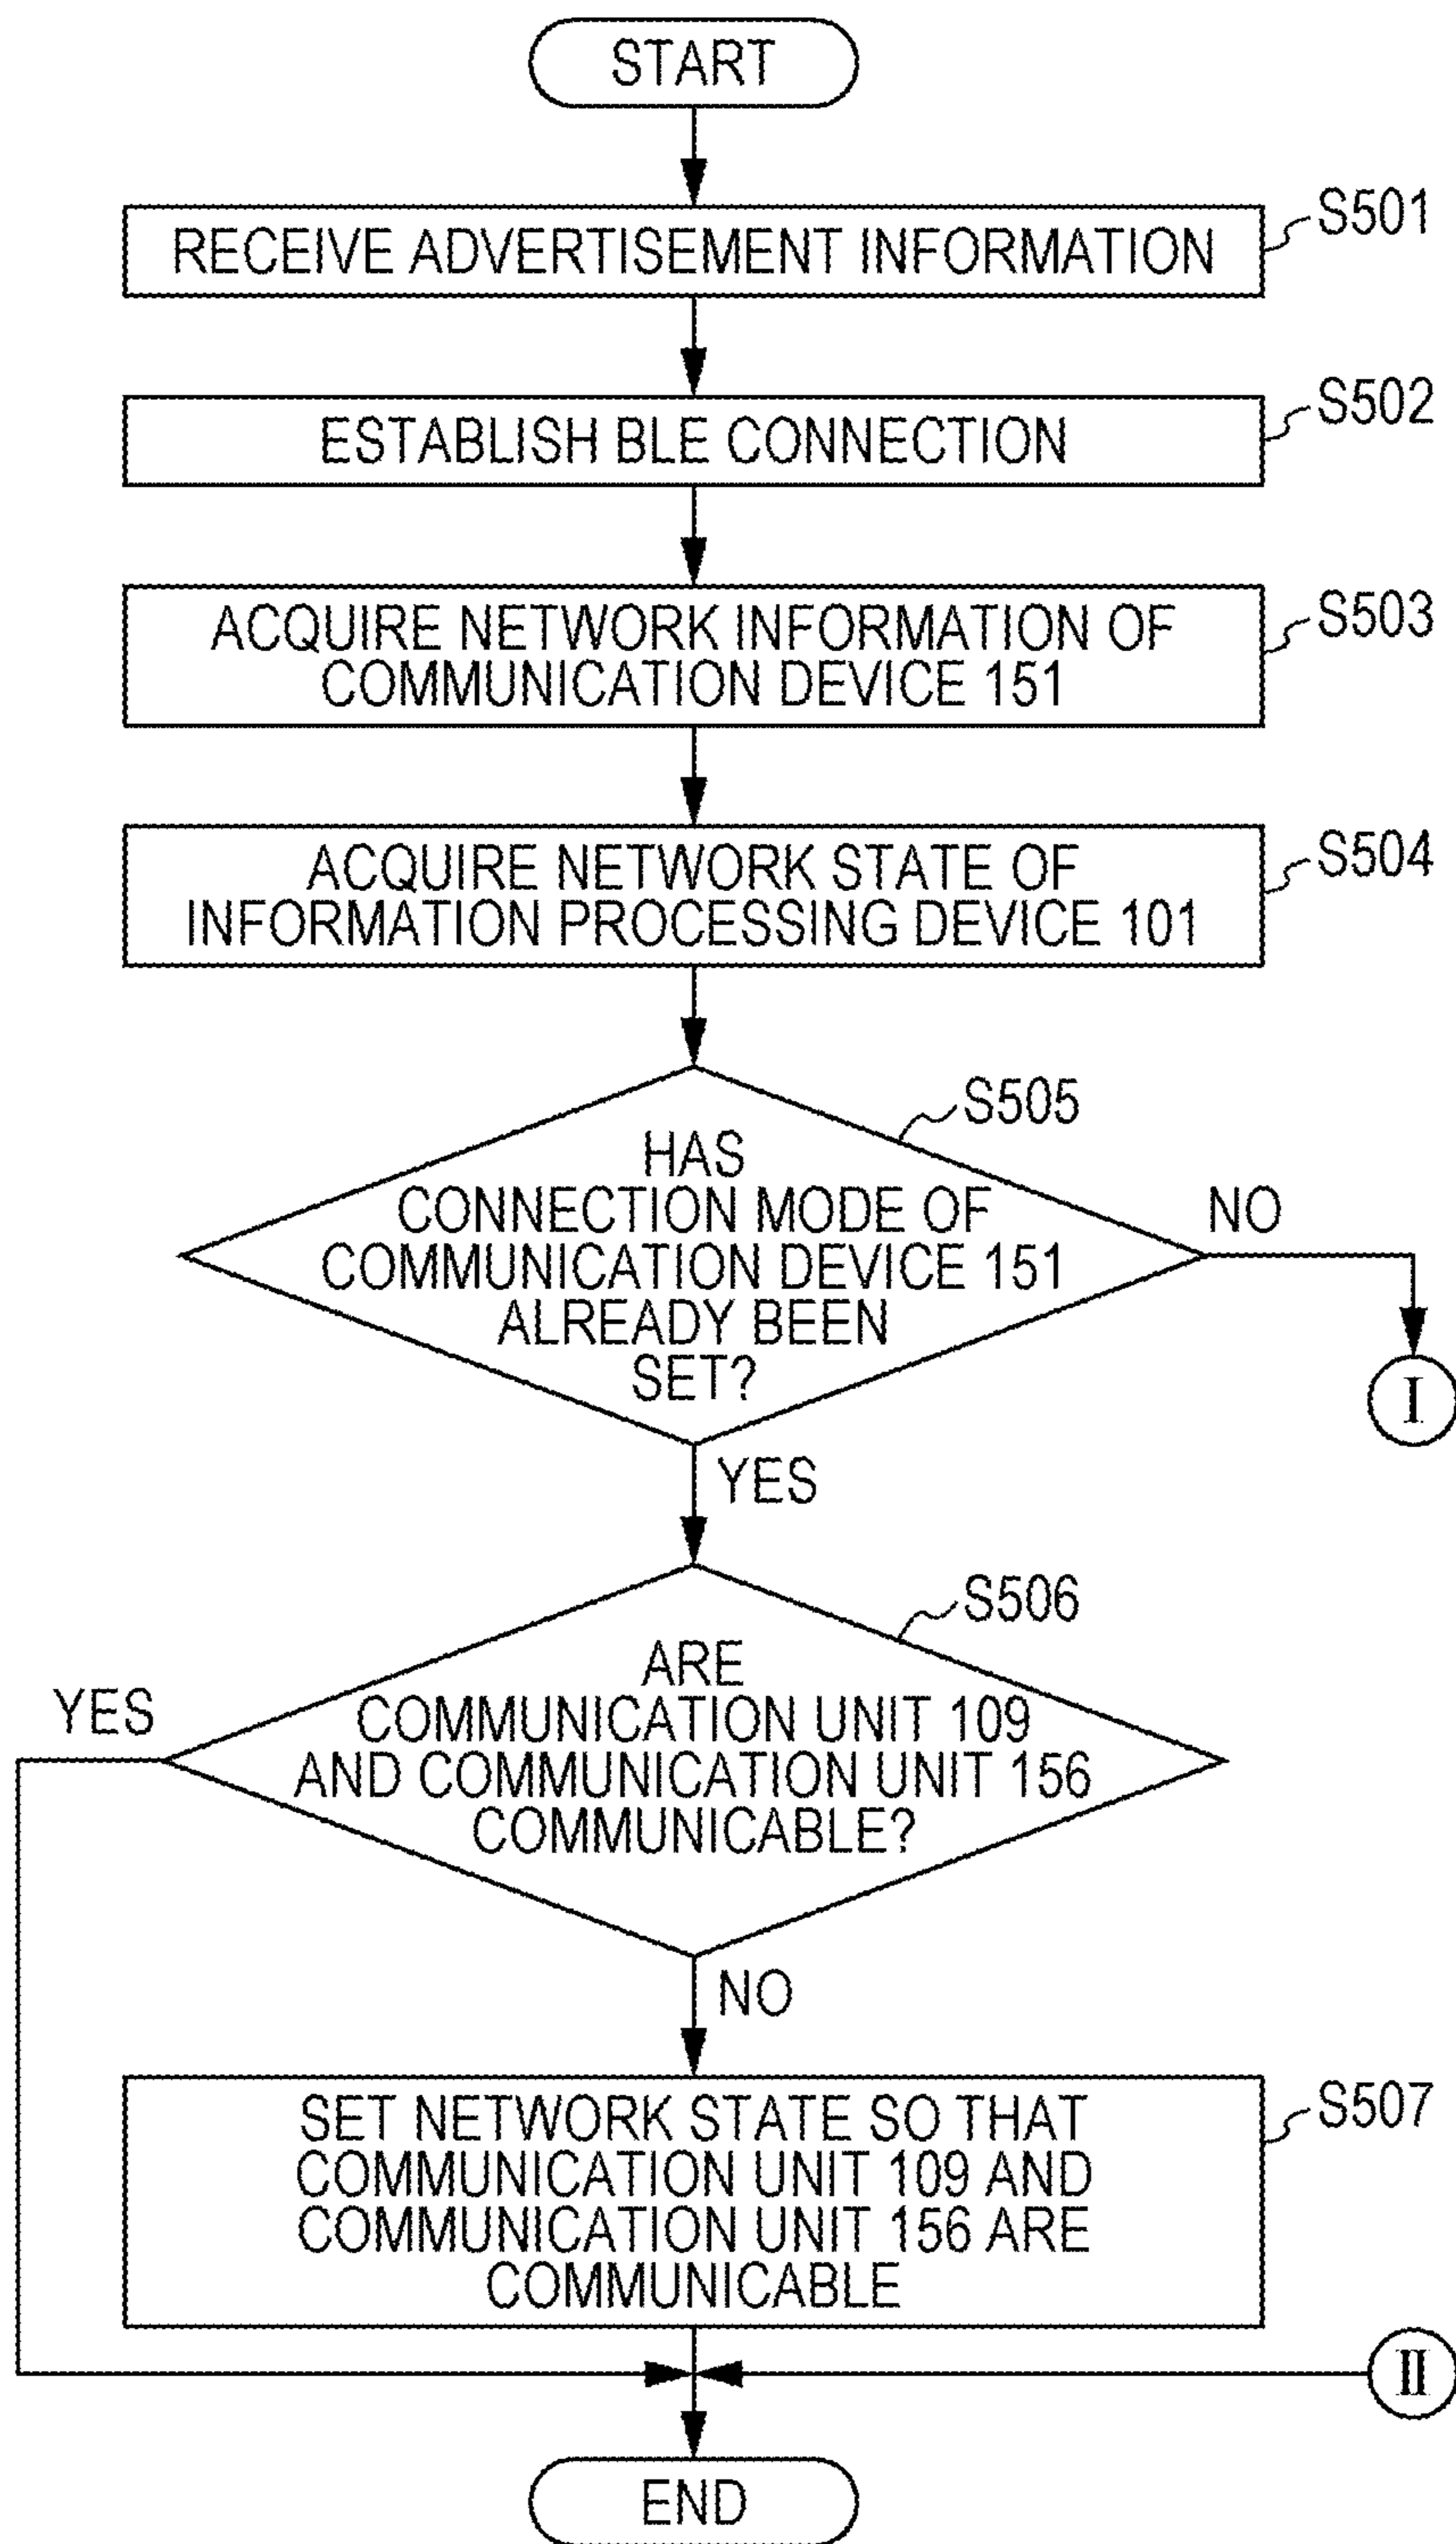 START
RECEIVE ADVERTISEMENT INFORMATION
S501
ESTABLISH BLE CONNECTION
S502
ACQUIRE NETWORK INFORMATION OF
COMMUNICATION DEVICE 151
S503
ACQUIRE NETWORK STATE OF
INFORMATION PROCESSING DEVICE 101
S504
S505
HAS
CONNECTION MODE OF
COMMUNICATION DEVICE 151
ALREADY BEEN
SET?
NO
I
YES
S506
ARE
COMMUNICATION UNIT 109
AND COMMUNICATION UNIT 156
COMMUNICABLE?
YES
NO
SET NETWORK STATE SO THAT
COMMUNICATION UNIT 109 AND
COMMUNICATION UNIT 156 ARE
COMMUNICABLE
S507
II
END